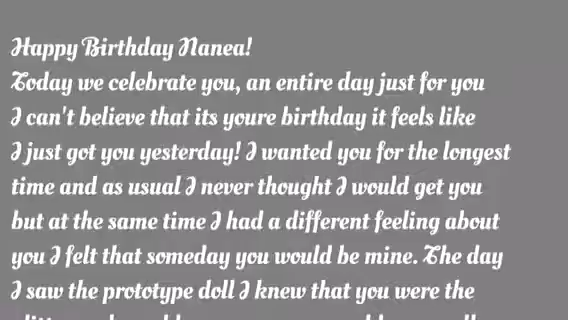 Happy Birthday Nanea!
Today we celebrate you, an entire day just for you
I can't believe that its youre birthday it feels like
I just got you yesterday! I wanted you for the longest
time and as usual I never thought I would get you
but at the same time I had a different feeling about
you I felt that someday you would be mine. The day
I saw the prototype doll I knew that you were the